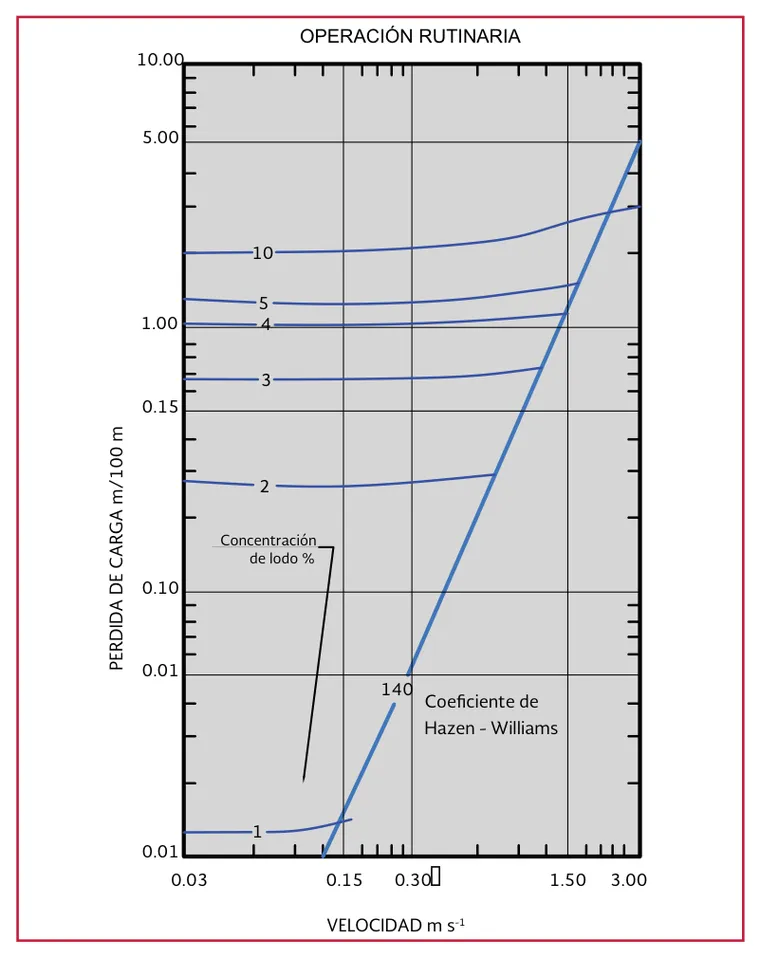 OPERACIÓN RUTINARIA
10.00
5.00
10
5
4
1.00
3
0.15
2
Concentración
de lodo %
0.10
0.01
140
Coeficiente de
Hazen - Williams
1
0.01
0.03 0.15 0.30 1.50 3.00
PERDIDA DE CARGA m/100 m
VELOCIDAD m s-1